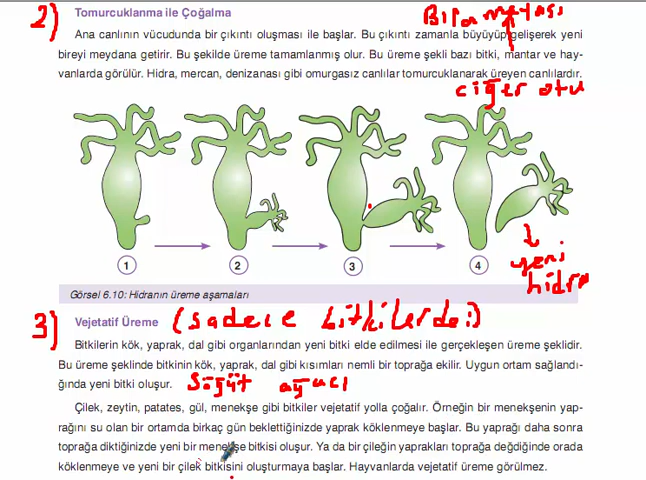 2) Tomurcuklanma ile Çoğalma
Bira mayası
Ana canlının vücudunda bir çıkıntı oluşması ile başlar. Bu çıkıntı zamanla büyüyüp gelişerek yeni
bireyi meydana getirir. Bu şekilde üreme tamamlanmış olur. Bu üreme şekli bazı bitki, mantar ve hay-
vanlarda görülür. Hidra, mercan, denizanası gibi omurgasız canlılar tomurcuklanarak üreyen canlılardır.
ciğer otu
1 2 3 4
yeni
hidra
Görsel 6.10: Hidranın üreme aşamaları
3) Vejetatif Üreme (sadece bitkilerde!)
Bitkilerin kök, yaprak, dal gibi organlarından yeni bitki elde edilmesi ile gerçekleşen üreme şeklidir.
Bu üreme şeklinde bitkinin kök, yaprak, dal gibi kısımları nemli bir toprağa ekilir. Uygun ortam sağlandı-
ğında yeni bitki oluşur. söğüt ağacı
Çilek, zeytin, patates, gül, menekşe gibi bitkiler vejetatif yolla çoğalır. Örneğin bir menekşenin yap-
rağını su olan bir ortamda birkaç gün beklettiğinizde yaprak köklenmeye başlar. Bu yaprağı daha sonra
toprağa diktiğinizde yeni bir menekşe bitkisi oluşur. Ya da bir çileğin yaprakları toprağa değdiğinde orada
köklenmeye ve yeni bir çilek bitkisini oluşturmaya başlar. Hayvanlarda vejetatif üreme görülmez.